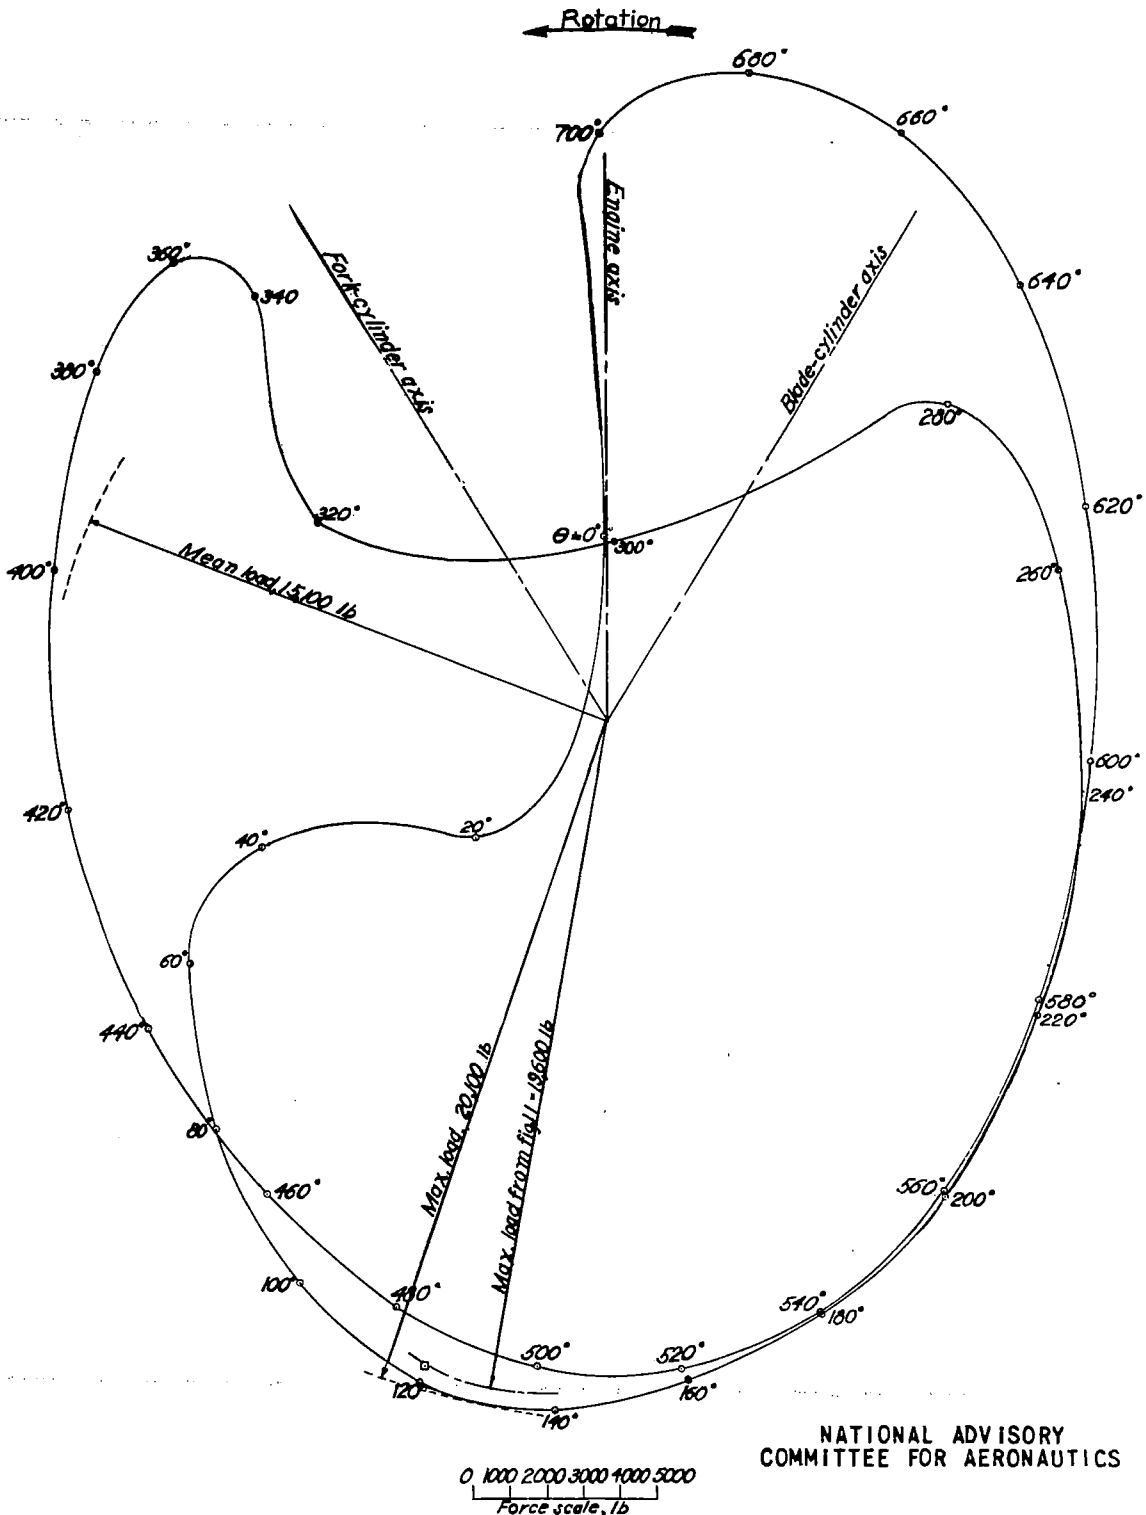 Rotation
680°
700°
660°
Engine axis
360°
Fork-cylinder axis
340
640°
Blade-cylinder axis
380°
280°
320°
620°
θ=0°
300°
400°
Mean load, 15,100 lb
260°
600°
240°
420°
40°
20°
60°
580°
220°
440°
Max. load, 20,100 lb
Max. load from fig. 1 - 19,600 lb
80°
460°
560°
200°
100°
480°
540°
180°
500°
520°
120°
160°
140°
NATIONAL ADVISORY
COMMITTEE FOR AERONAUTICS
0 1000 2000 3000 4000 5000
Force scale, lb